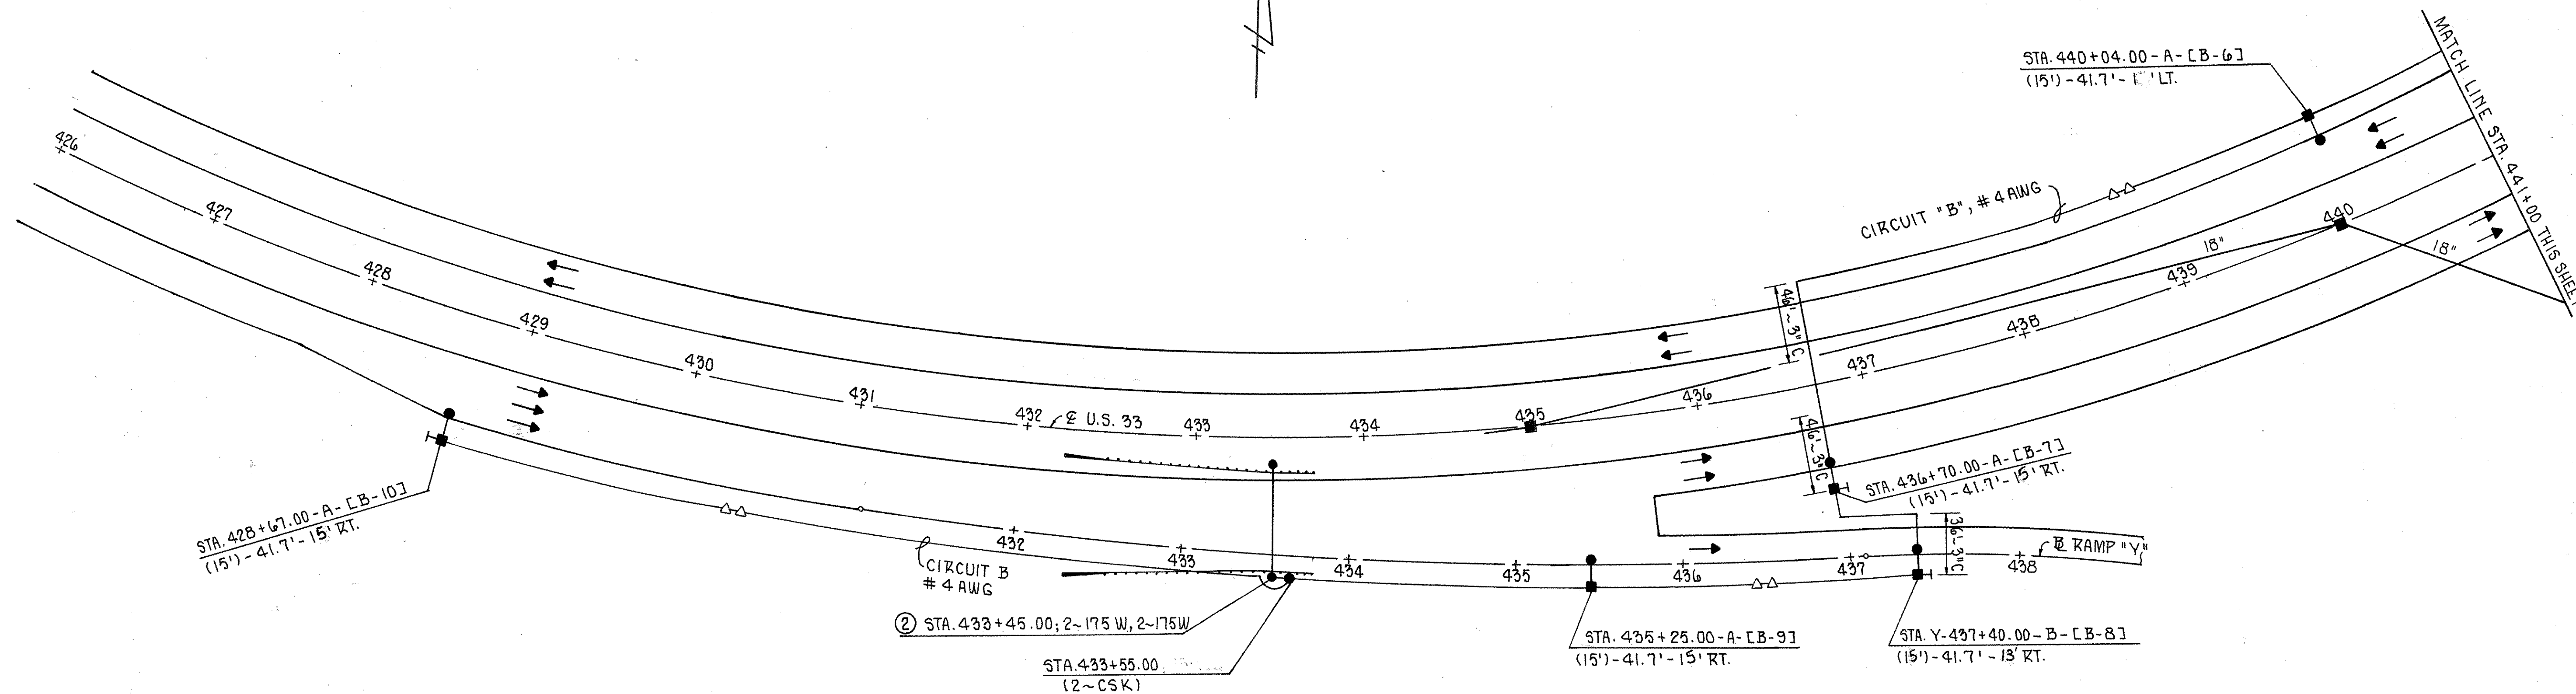 STA. 440+04.00-A-[B-6]
(15')-41.7'- LT.
MATCH LINE STA. 441+00 THIS SHEET
426
427
428
429
430
431
432
℄ U.S. 33
433
434
435
436
437
438
439
440
18"
18"
CIRCUIT "B", # 4 AWG
46'~3"C
46'~3"C
36'~3"C
STA. 436+70.00-A-[B-7]
(15')-41.7'-15' RT.
STA. 428+67.00-A-[B-10]
(15')-41.7'-15' RT.
432
433
434
435
436
437
438
RAMP "Y"
CIRCUIT B
# 4 AWG
② STA. 433+45.00; 2~175 W, 2~175W
STA. 433+55.00
(2~CSK)
STA. 435+25.00-A-[B-9]
(15')-41.7'-15' RT.
STA. Y-437+40.00-B-[B-8]
(15')-41.7'-13' RT.